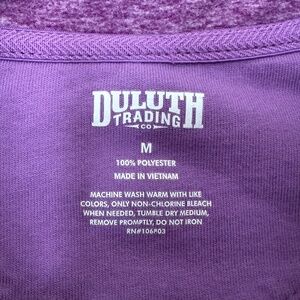 DULUTH
TRADING
CO
M
100% POLYESTER
MADE IN VIETNAM
MACHINE WASH WARM WITH LIKE
COLORS, ONLY NON-CHLORINE BLEACH
WHEN NEEDED, TUMBLE DRY MEDIUM,
REMOVE PROMPTLY, DO NOT IRON
RN#106903